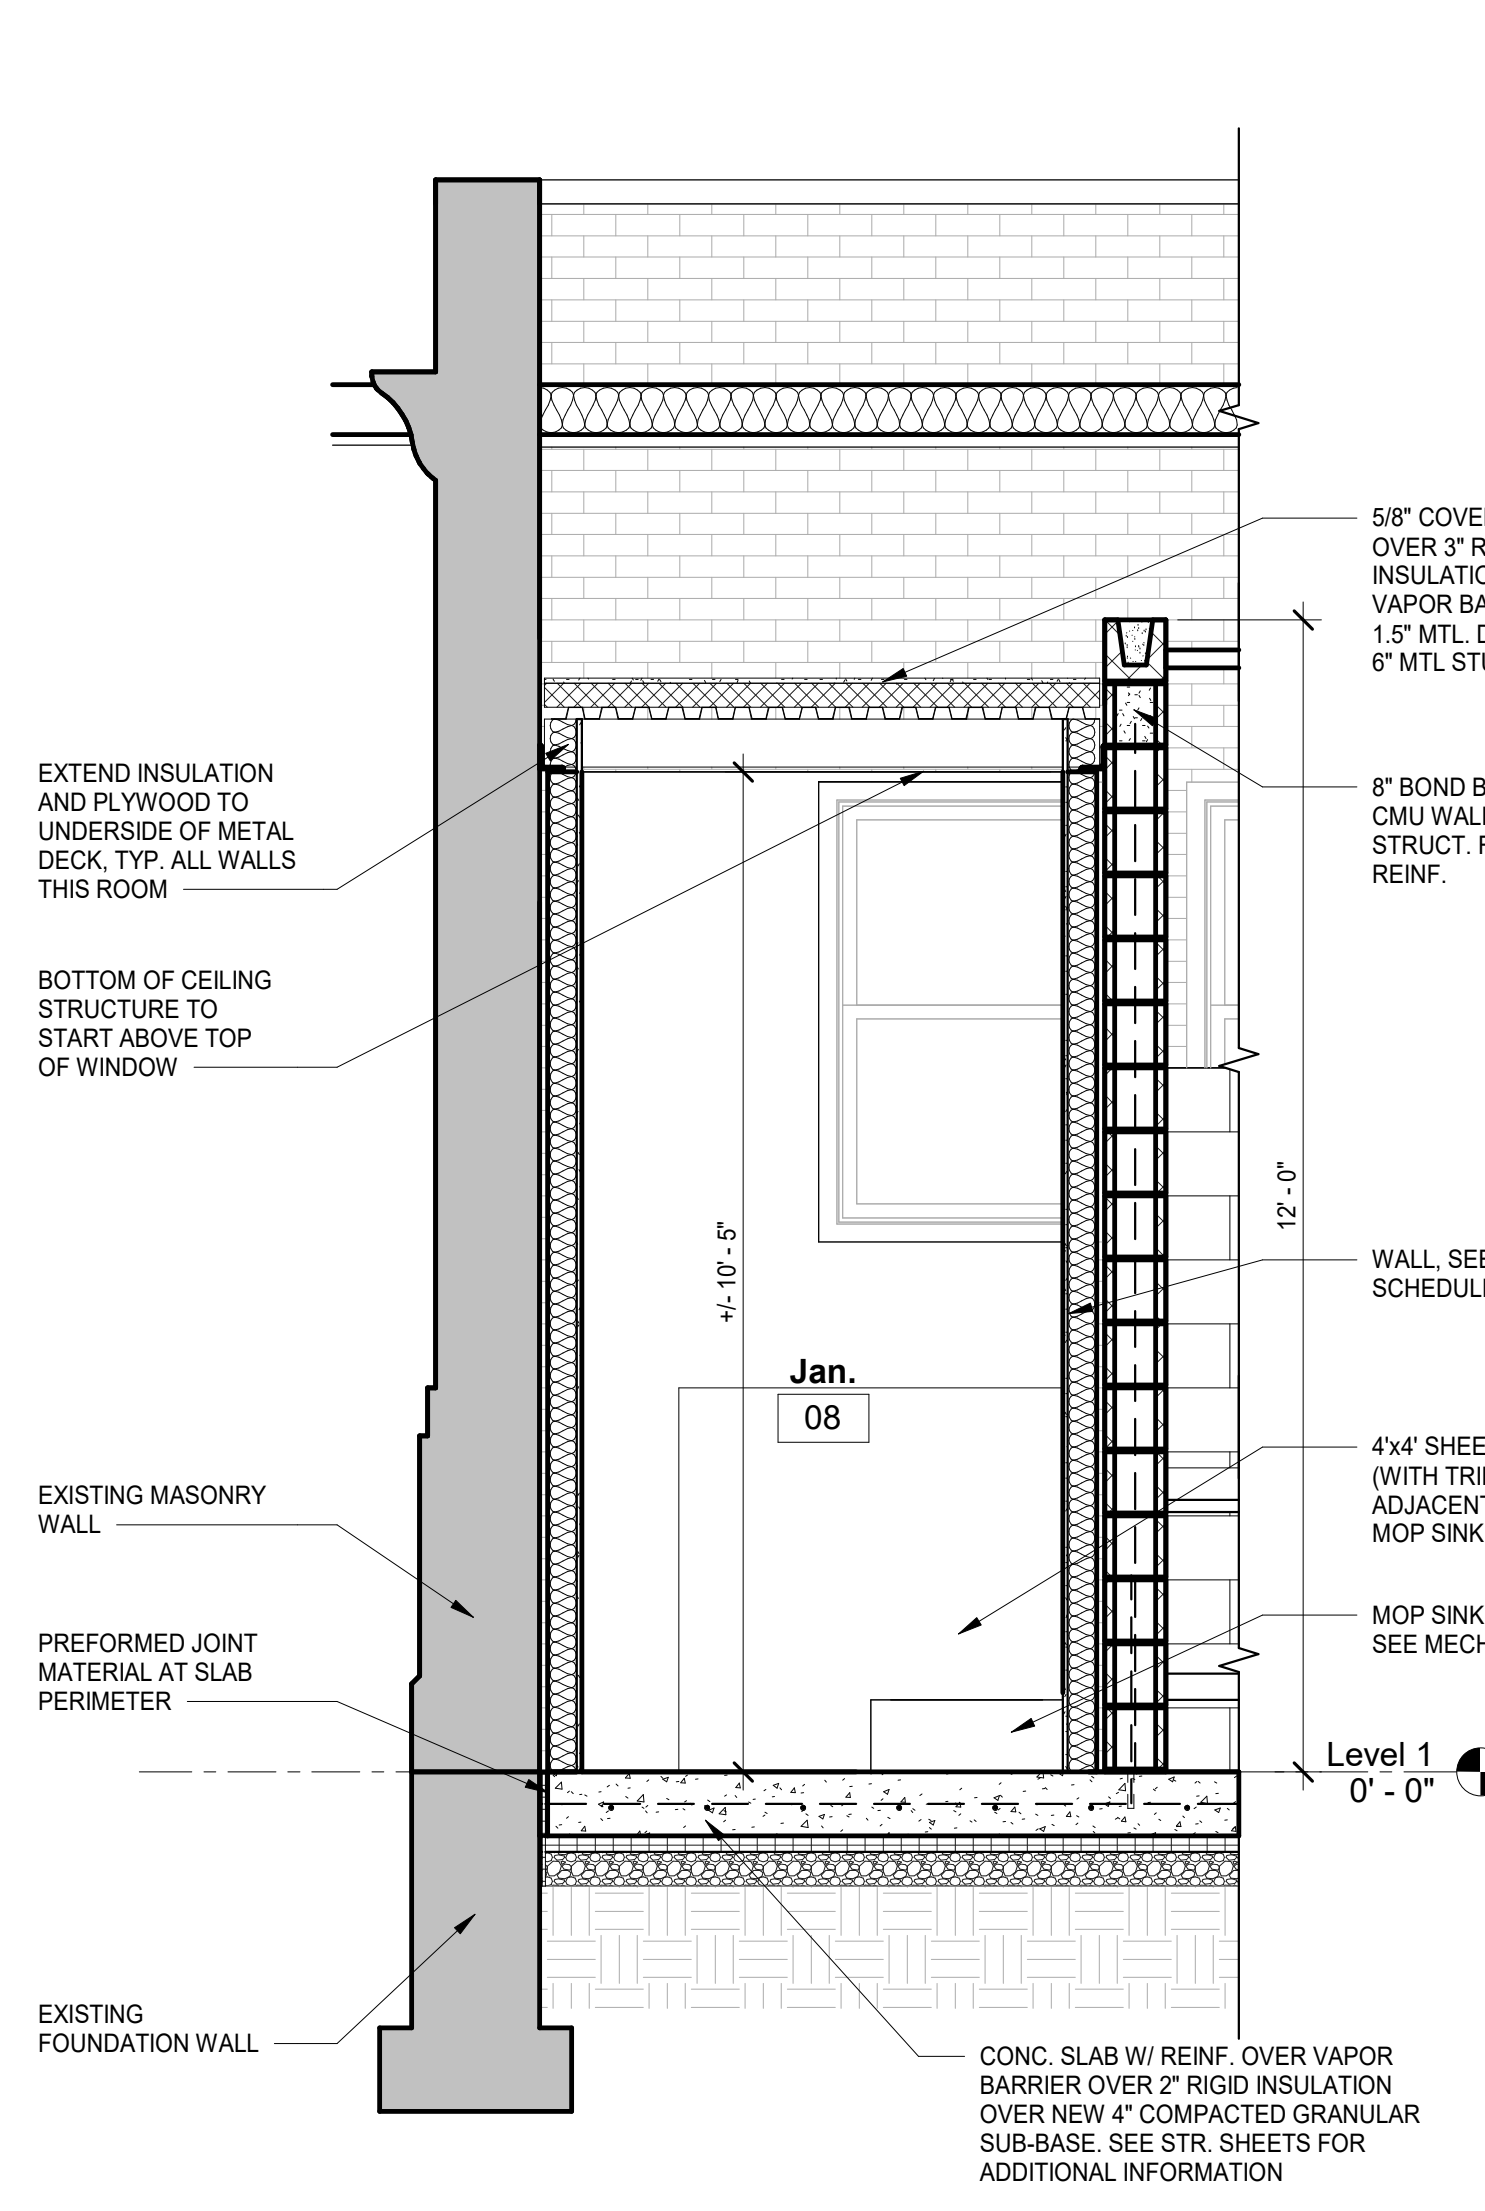 5/8" COVE
OVER 3" R
INSULATIO
VAPOR BA
1.5" MTL. D
6" MTL STU
EXTEND INSULATION
AND PLYWOOD TO
UNDERSIDE OF METAL
DECK, TYP. ALL WALLS
THIS ROOM
8" BOND B
CMU WAL
STRUCT. F
REINF.
BOTTOM OF CEILING
STRUCTURE TO
START ABOVE TOP
OF WINDOW
12' - 0"
+/- 10' - 5"
WALL, SEE
SCHEDUL
Jan.
08
4'x4' SHEE
(WITH TRI
ADJACENT
MOP SINK
EXISTING MASONRY
WALL
MOP SINK
SEE MECH
PREFORMED JOINT
MATERIAL AT SLAB
PERIMETER
Level 1
0' - 0"
EXISTING
FOUNDATION WALL
CONC. SLAB W/ REINF. OVER VAPOR
BARRIER OVER 2" RIGID INSULATION
OVER NEW 4" COMPACTED GRANULAR
SUB-BASE. SEE STR. SHEETS FOR
ADDITIONAL INFORMATION